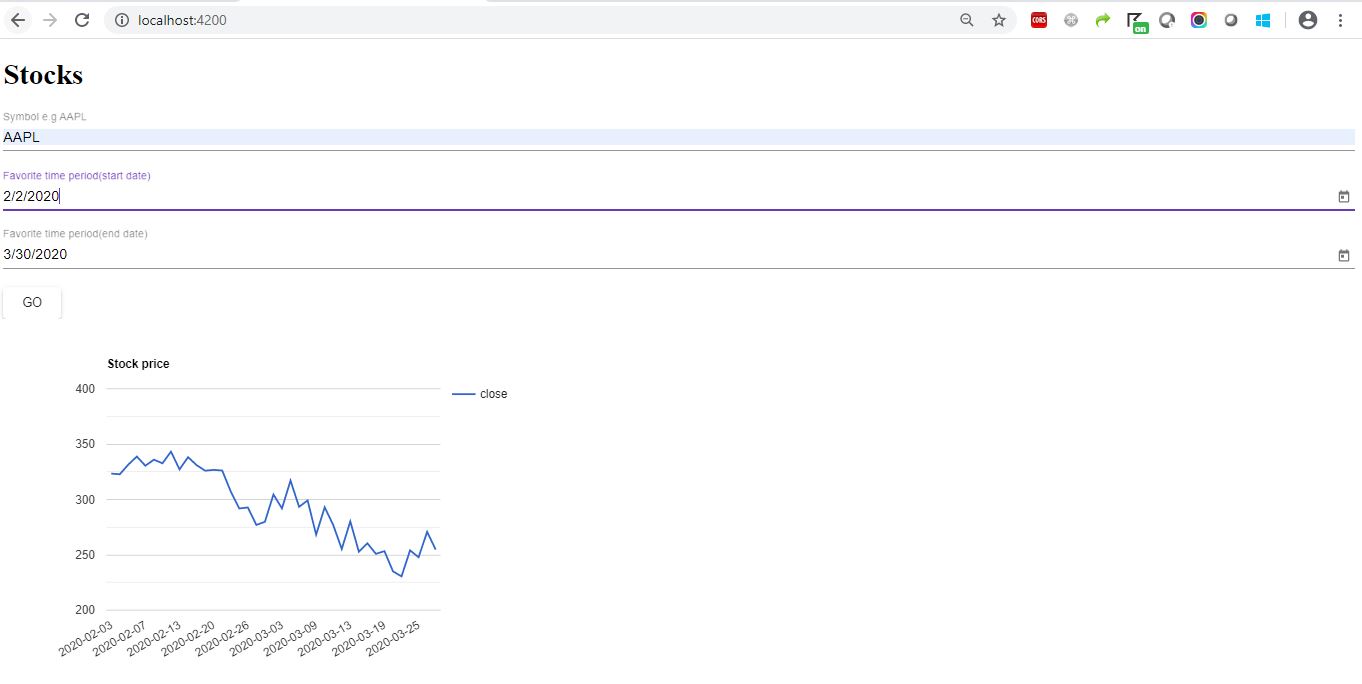 localhost:4200
CORS
on
Stocks
Symbol e.g AAPL
AAPL
Favorite time period(start date)
2/2/2020
Favorite time period(end date)
3/30/2020
GO
Stock price
close
400
350
300
250
200
2020-02-03
2020-02-07
2020-02-13
2020-02-20
2020-02-26
2020-03-03
2020-03-09
2020-03-13
2020-03-19
2020-03-25